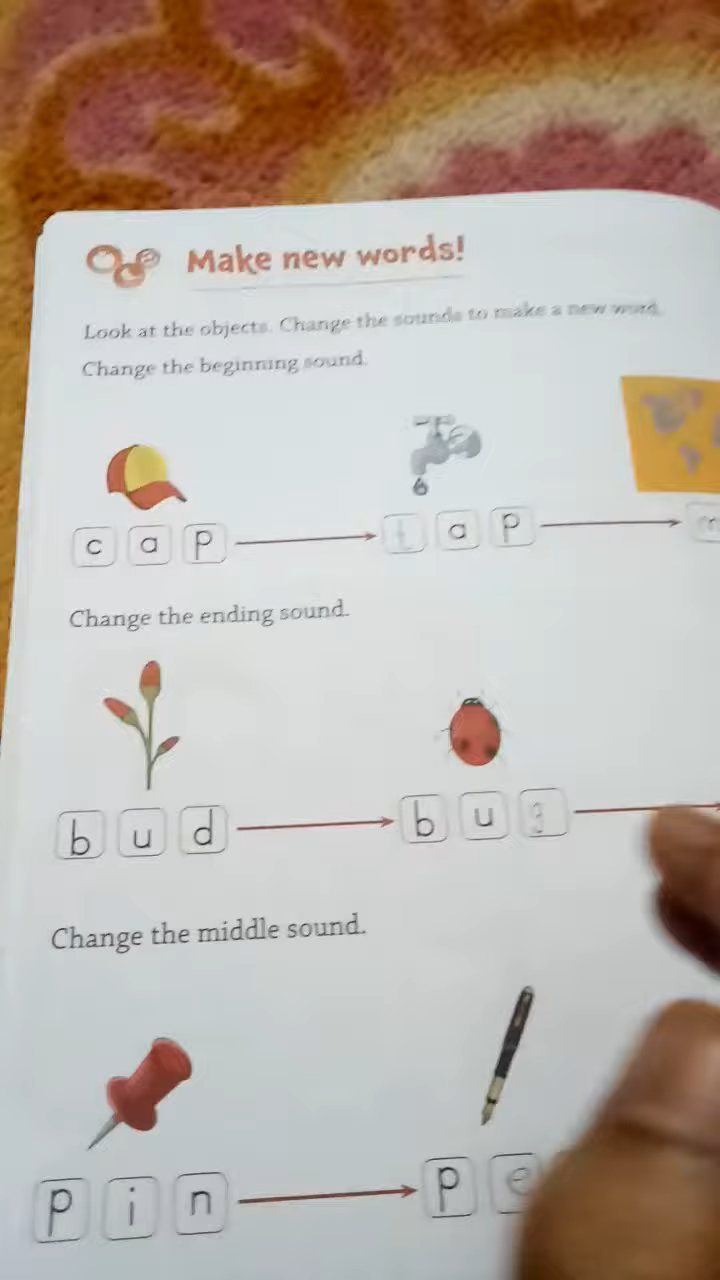 Make new words!
Look at the objects. Change the sounds to make a new word.
Change the beginning sound.
c a p t a p m
Change the ending sound.
b u d b u g
Change the middle sound.
p i n p e